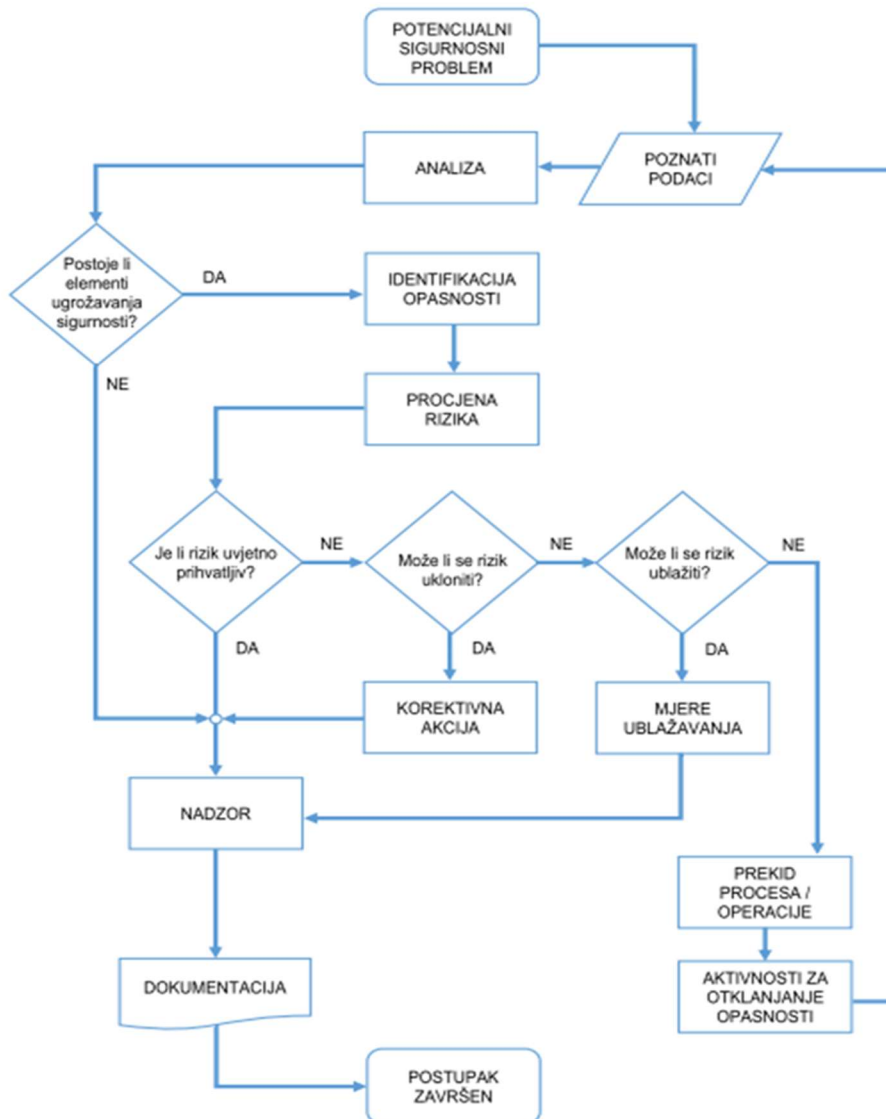 POTENCIJALNI
SIGURNOSNI
PROBLEM
POZNATI
PODACI
ANALIZA
Postoje li
elementi
ugrožavanja
sigurnosti?
DA
IDENTIFIKACIJA
OPASNOSTI
NE
PROCJENA
RIZIKA
Je li rizik uvjetno
prihvatljiv?
NE
Može li se rizik
ukloniti?
NE
Može li se rizik
ublažiti?
NE
DA
DA
DA
KOREKTIVNA
AKCIJA
MJERE
UBLAŽAVANJA
NADZOR
PREKID
PROCESA /
OPERACIJE
DOKUMENTACIJA
AKTIVNOSTI ZA
OTKLANJANJE
OPASNOSTI
POSTUPAK
ZAVRŠEN